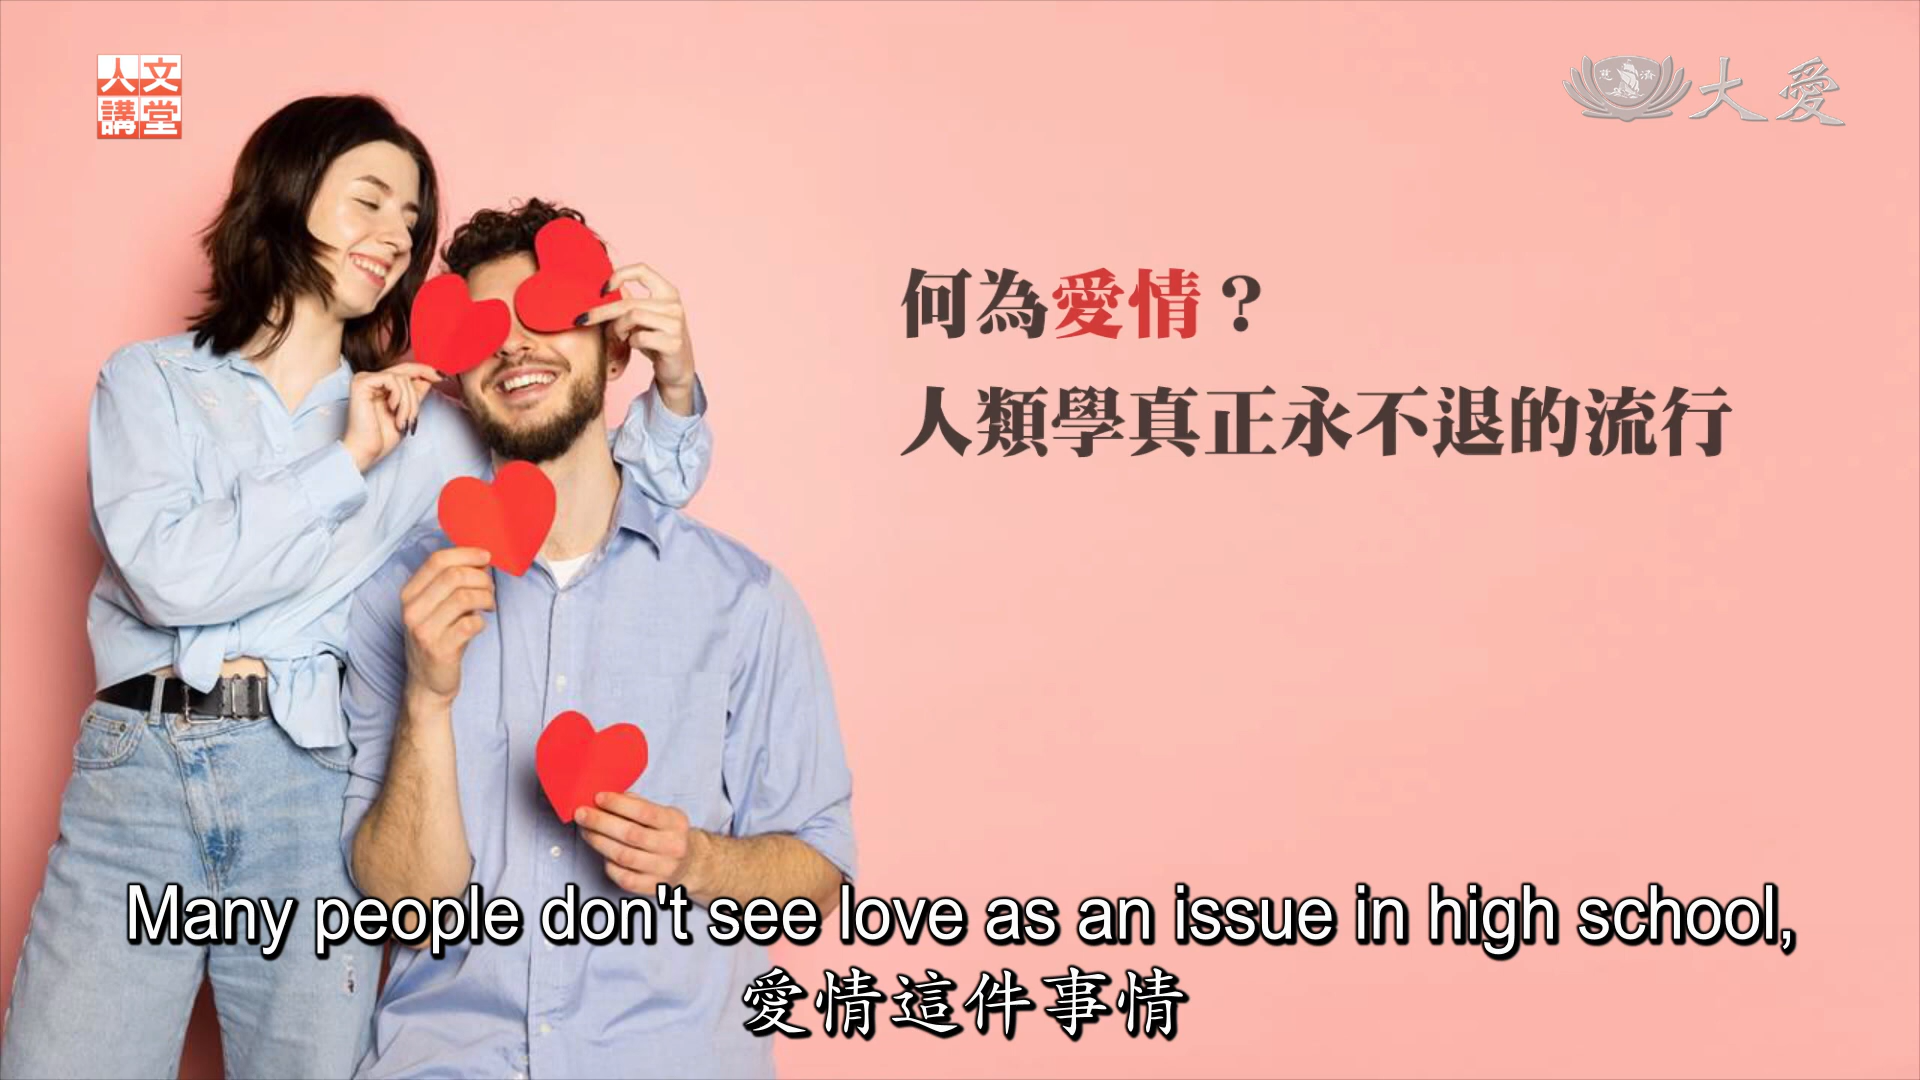 人文
講堂
慈濟
大愛
何為愛情？
人類學真正永不退的流行
Many people don't see love as an issue in high school,
愛情這件事情